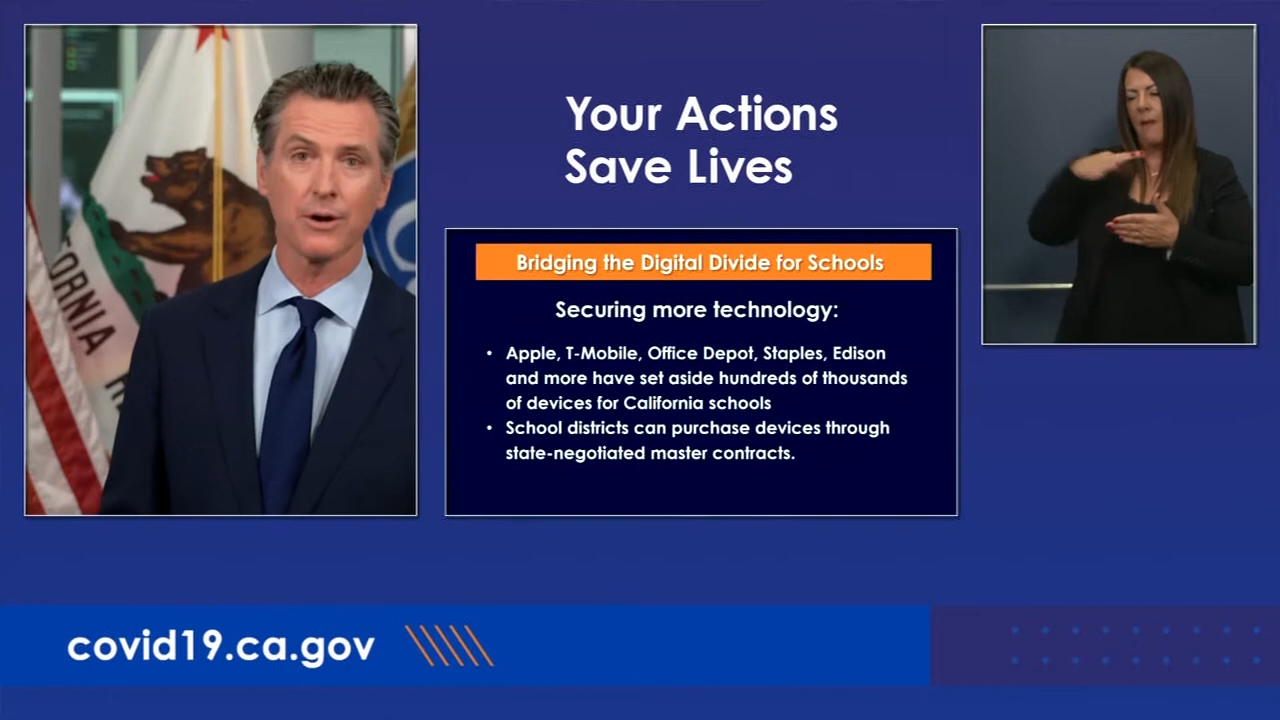 Your Actions
Save Lives
Bridging the Digital Divide for Schools
Securing more technology:
• Apple, T-Mobile, Office Depot, Staples, Edison
and more have set aside hundreds of thousands
of devices for California schools
• School districts can purchase devices through
state-negotiated master contracts.
covid19.ca.gov